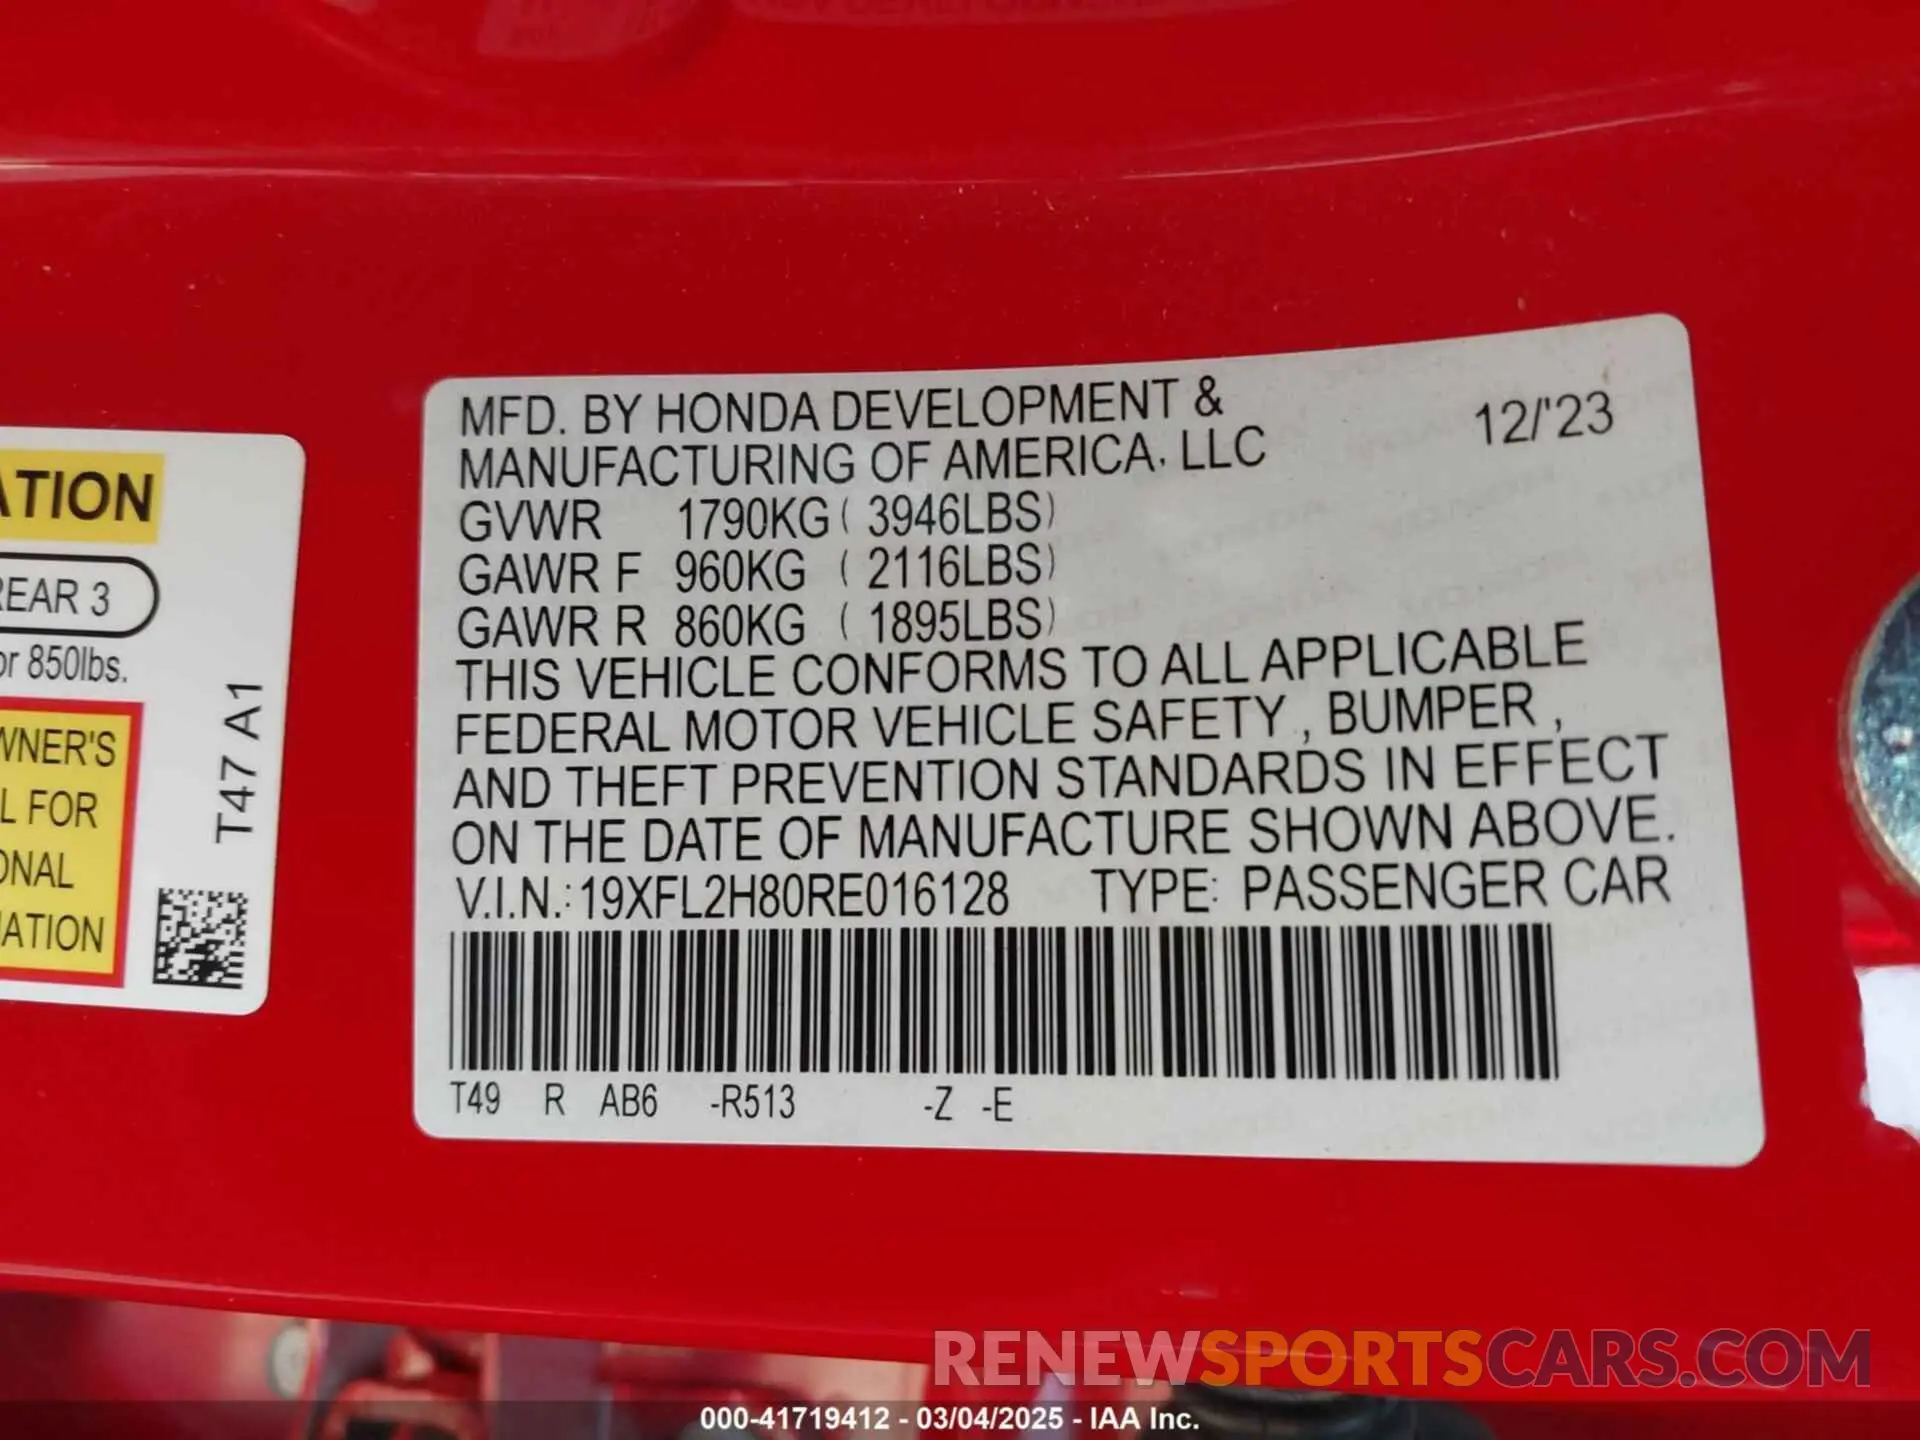 ATION
REAR 3
or 850lbs.
WNER'S
L FOR
ONAL
MATION
T47 A1
MFD. BY HONDA DEVELOPMENT &
MANUFACTURING OF AMERICA, LLC
12/'23
GVWR 1790KG ( 3946LBS)
GAWR F 960KG ( 2116LBS)
GAWR R 860KG ( 1895LBS)
THIS VEHICLE CONFORMS TO ALL APPLICABLE
FEDERAL MOTOR VEHICLE SAFETY , BUMPER ,
AND THEFT PREVENTION STANDARDS IN EFFECT
ON THE DATE OF MANUFACTURE SHOWN ABOVE.
V.I.N.: 19XFL2H80RE016128 TYPE: PASSENGER CAR
T49 R AB6 -R513 -Z -E
RENEWSPORTSCARS.COM
000-41719412 - 03/04/2025 - IAA Inc.